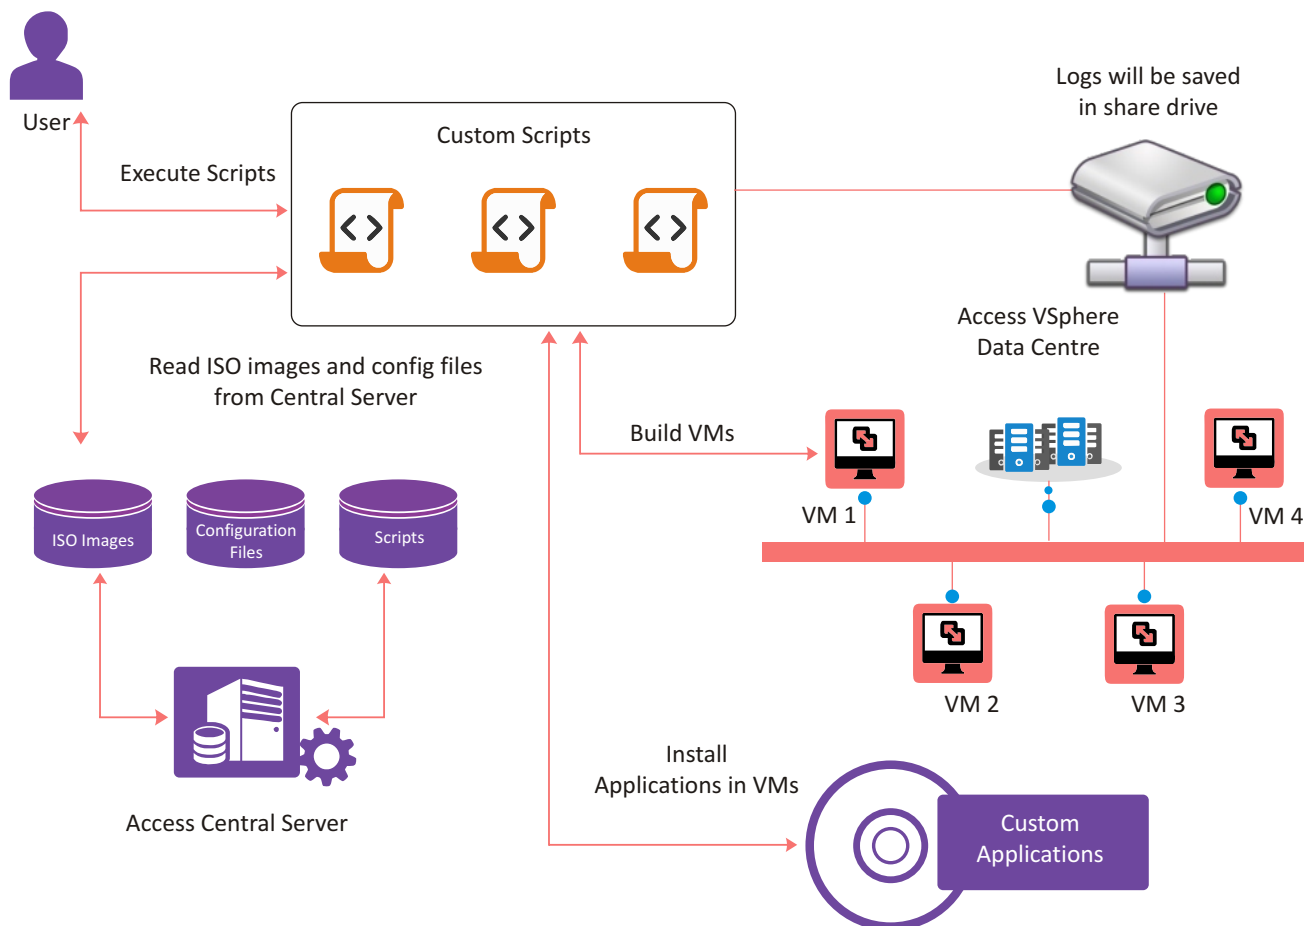 User
Execute Scripts
Custom Scripts
Logs will be saved
in share drive
Read ISO images and config files
from Central Server
Access VSphere
Data Centre
Build VMs
VM 1
VM 4
VM 2
VM 3
ISO Images
Configuration
Files
Scripts
Access Central Server
Install
Applications in VMs
Custom
Applications